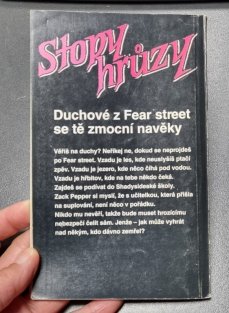 Stopy
hrůzy
Duchové z Fear street
se tě zmocní navěky
Věříš na duchy? Neříkej ne, dokud se neprojdeš
po Fear street. Vzadu je les, kde neuslyšíš ptačí
zpěv. Vzadu je jezero, kde něco číhá pod vodou.
Vzadu je hřbitov, kde na tebe někdo čeká.
Zajdeš se podívat do Shadysideské školy.
Zack Pepper si myslí, že s učitelkou, která přišla
na suplování, není něco v pořádku.
Nikdo mu nevěří, takže bude muset hrozícímu
nebezpečí čelit sám. Jenže – jak může vyhrát
nad někým, kdo dávno zemřel?